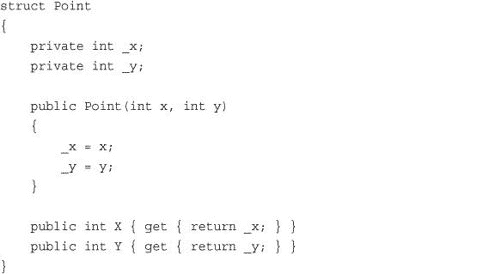 struct Point
{
    private int _x;
    private int _y;

    public Point(int x, int y)
    {
        _x = x;
        _y = y;
    }

    public int X { get { return _x; } }
    public int Y { get { return _y; } }
}